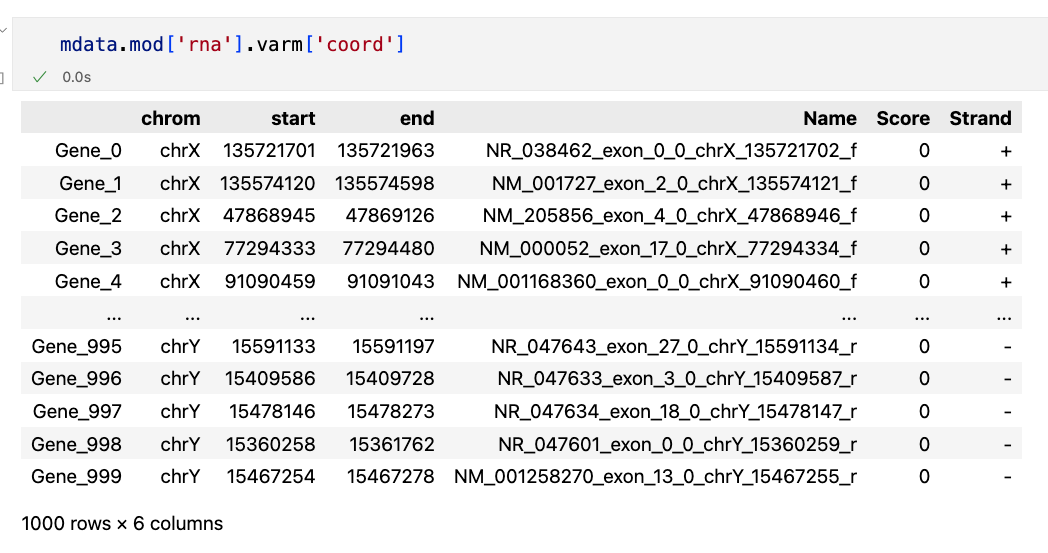 mdata.mod['rna'].varm['coord']
0.0s
chrom start end Name Score Strand
Gene_0 chrX 135721701 135721963 NR_038462_exon_0_0_chrX_135721702_f 0 +
Gene_1 chrX 135574120 135574598 NM_001727_exon_2_0_chrX_135574121_f 0 +
Gene_2 chrX 47868945 47869126 NM_205856_exon_4_0_chrX_47868946_f 0 +
Gene_3 chrX 77294333 77294480 NM_000052_exon_17_0_chrX_77294334_f 0 +
Gene_4 chrX 91090459 91091043 NM_001168360_exon_0_0_chrX_91090460_f 0 +
... ... ... ... ... ... ...
Gene_995 chrY 15591133 15591197 NR_047643_exon_27_0_chrY_15591134_r 0 -
Gene_996 chrY 15409586 15409728 NR_047633_exon_3_0_chrY_15409587_r 0 -
Gene_997 chrY 15478146 15478273 NR_047634_exon_18_0_chrY_15478147_r 0 -
Gene_998 chrY 15360258 15361762 NR_047601_exon_0_0_chrY_15360259_r 0 -
Gene_999 chrY 15467254 15467278 NM_001258270_exon_13_0_chrY_15467255_r 0 -
1000 rows × 6 columns